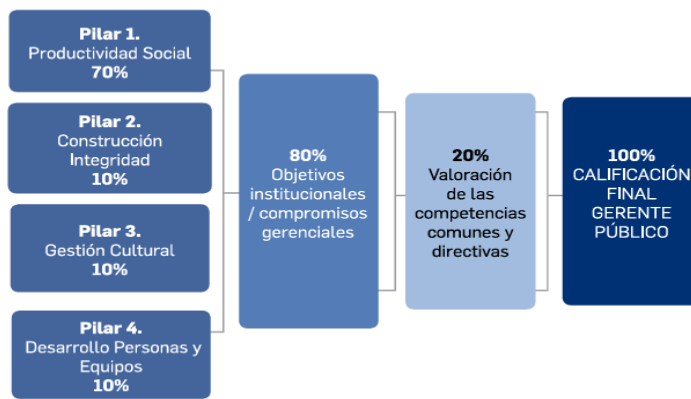 Pilar 1.
Productividad Social
70%
Pilar 2.
Construcción
Integridad
10%
Pilar 3.
Gestión Cultural
10%
Pilar 4.
Desarrollo Personas y
Equipos
10%
80%
Objetivos
institucionales
/ compromisos
gerenciales
20%
Valoración
de las
competencias
comunes y
directivas
100%
CALIFICACIÓN
FINAL
GERENTE
PÚBLICO